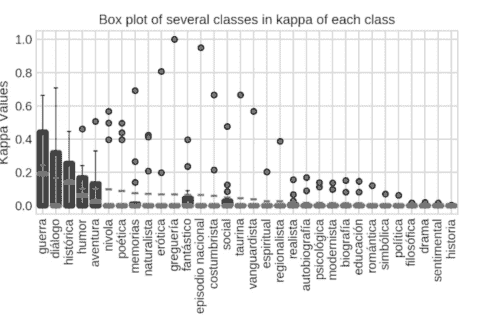 Box plot of several classes in kappa of each class
Kappa Values
1.0
0.8
0.6
0.4
0.2
0.0
guerra
diálogo
histórica
humor
aventura
nivola
poética
memorias
naturalista
erótica
greguería
fantástico
episodio nacional
costumbrista
social
taurina
vanguardista
espiritual
regionalista
realista
autobiografía
psicológica
modernista
biografía
educación
romántica
simbólica
política
filosófica
drama
sentimental
historia